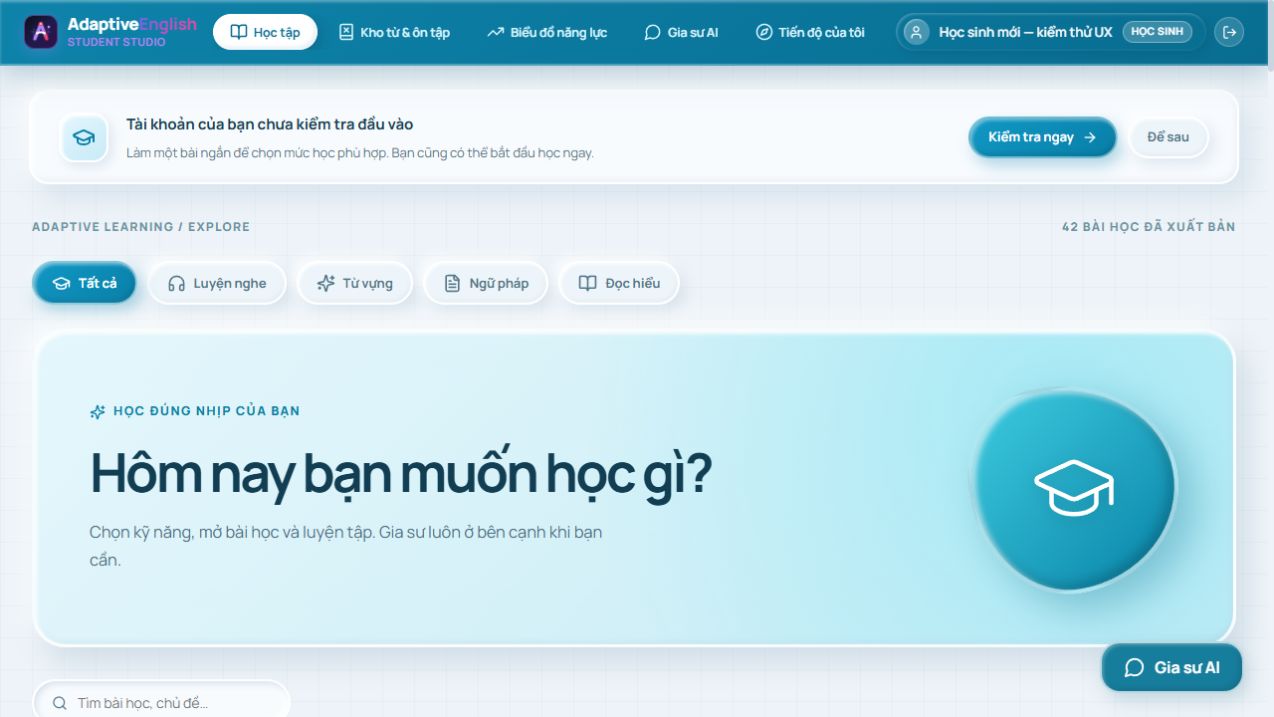 AdaptiveEnglish
STUDENT STUDIO
Học tập
Kho từ & ôn tập
Biểu đồ năng lực
Gia sư AI
Tiến độ của tôi
Học sinh mới — kiểm thử UX
HỌC SINH
Tài khoản của bạn chưa kiểm tra đầu vào
Làm một bài ngắn để chọn mức học phù hợp. Bạn cũng có thể bắt đầu học ngay.
Kiểm tra ngay
Để sau
ADAPTIVE LEARNING / EXPLORE
42 BÀI HỌC ĐÃ XUẤT BẢN
Tất cả
Luyện nghe
Từ vựng
Ngữ pháp
Đọc hiểu
HỌC ĐÚNG NHỊP CỦA BẠN
Hôm nay bạn muốn học gì?
Chọn kỹ năng, mở bài học và luyện tập. Gia sư luôn ở bên cạnh khi bạn
cần.
Gia sư AI
Tìm bài học, chủ đề...